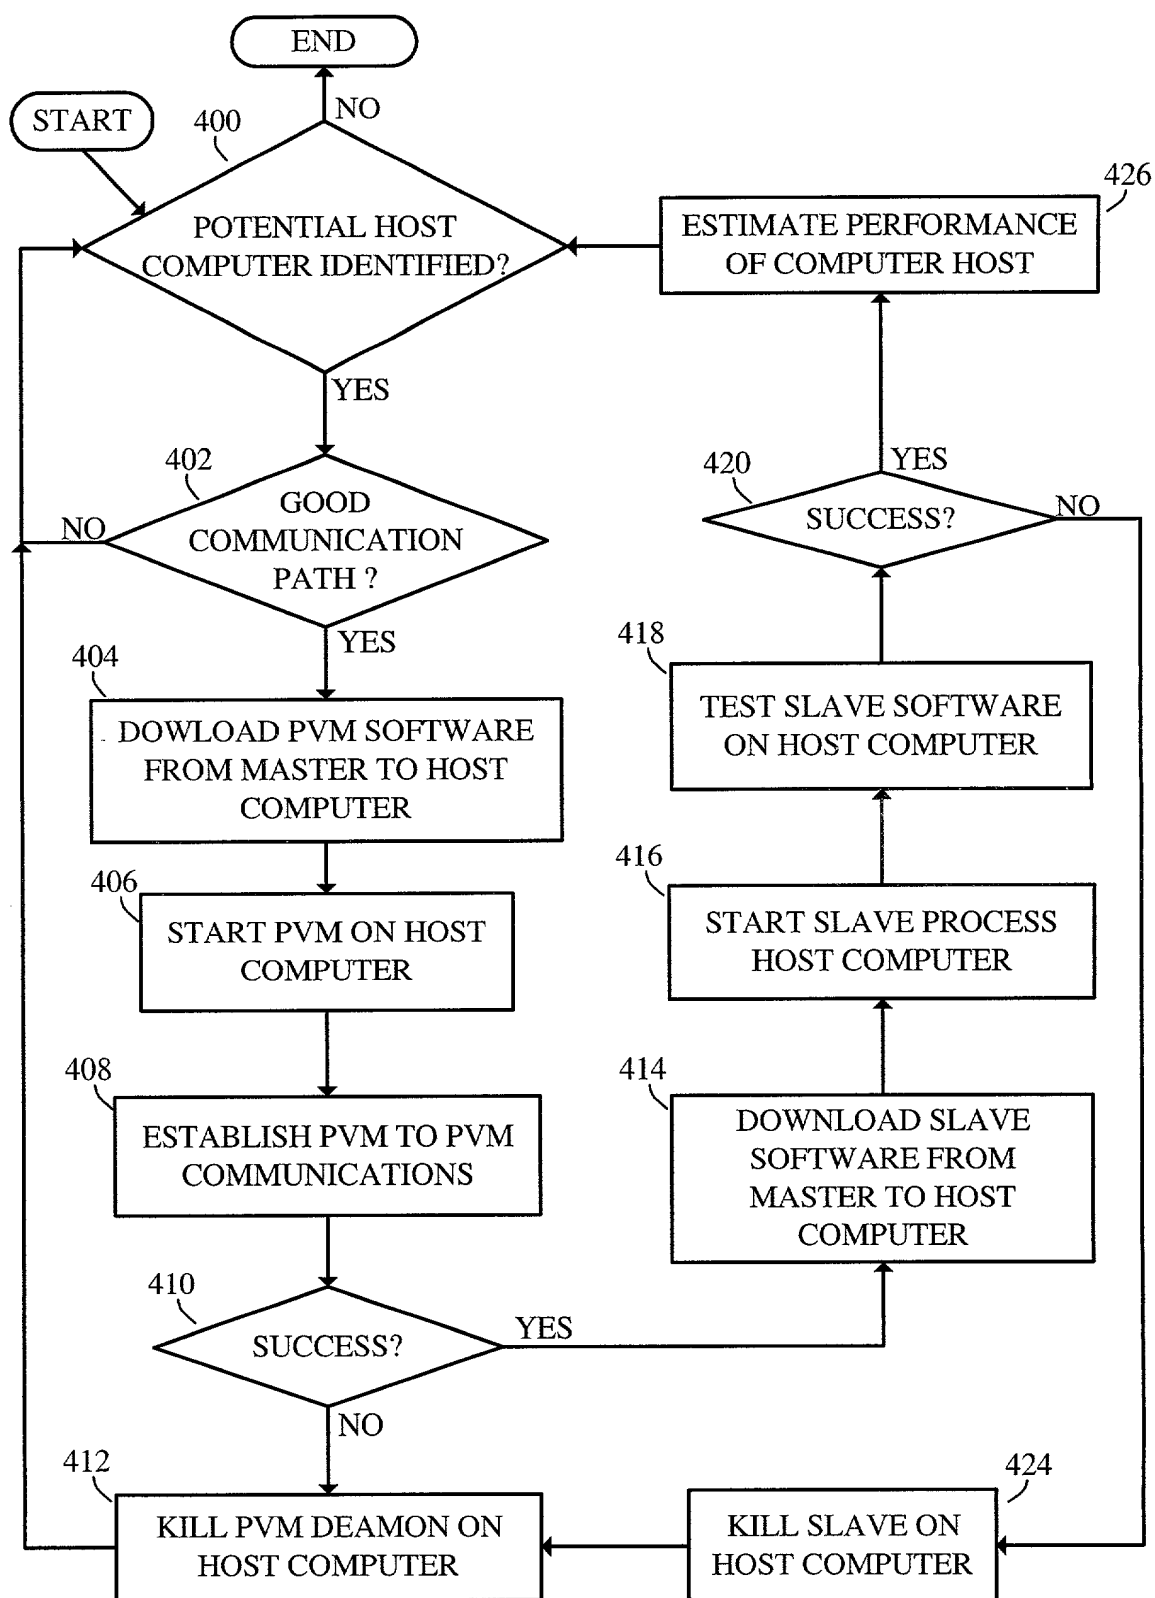 END
NO
START
400
POTENTIAL HOST
COMPUTER IDENTIFIED?
YES
402
GOOD
COMMUNICATION
PATH ?
NO
YES
404
DOWLOAD PVM SOFTWARE
FROM MASTER TO HOST
COMPUTER
406
START PVM ON HOST
COMPUTER
408
ESTABLISH PVM TO PVM
COMMUNICATIONS
410
SUCCESS?
YES
NO
412
KILL PVM DEAMON ON
HOST COMPUTER
414
DOWNLOAD SLAVE
SOFTWARE FROM
MASTER TO HOST
COMPUTER
416
START SLAVE PROCESS
HOST COMPUTER
418
TEST SLAVE SOFTWARE
ON HOST COMPUTER
420
SUCCESS?
YES
NO
424
KILL SLAVE ON
HOST COMPUTER
426
ESTIMATE PERFORMANCE
OF COMPUTER HOST